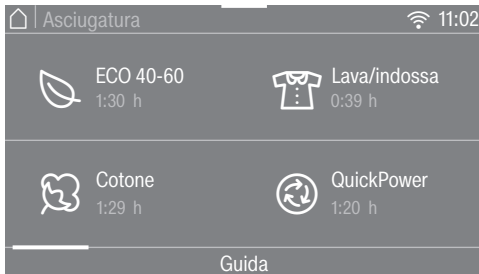 Asciugatura 11:02
ECO 40-60
1:30 h
Lava/indossa
0:39 h
Cotone
1:29 h
QuickPower
1:20 h
Guida